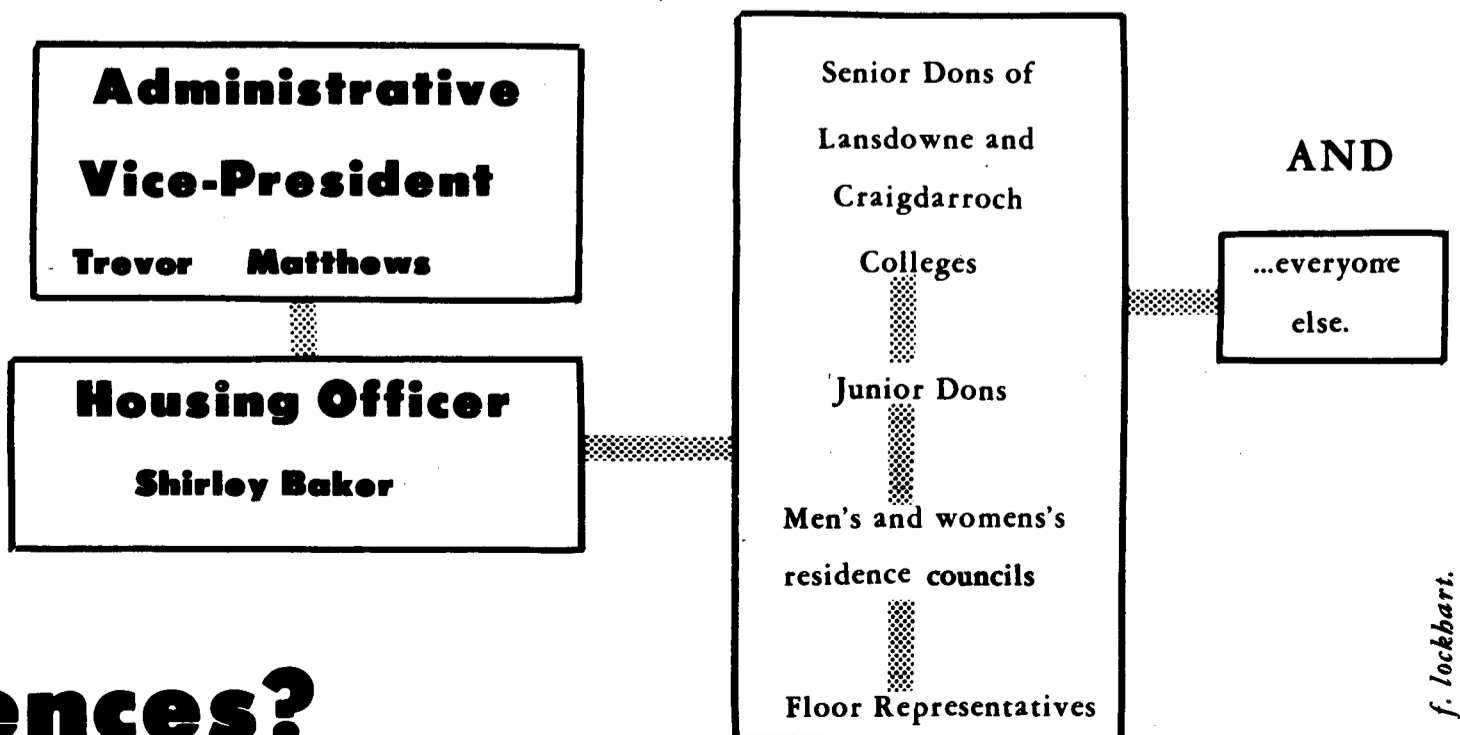 Administrative
Vice-President
Trevor Matthews
Housing Officer
Shirley Baker
Senior Dons of
Lansdowne and
Craigdarroch
Colleges
Junior Dons
Men's and womens's
residence councils
Floor Representatives
AND
...everyone
else.
ences?
f. lockhart.